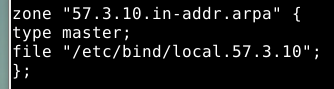 zone "57.3.10.in-addr.arpa" {
type master;
file "/etc/bind/local.57.3.10";
};